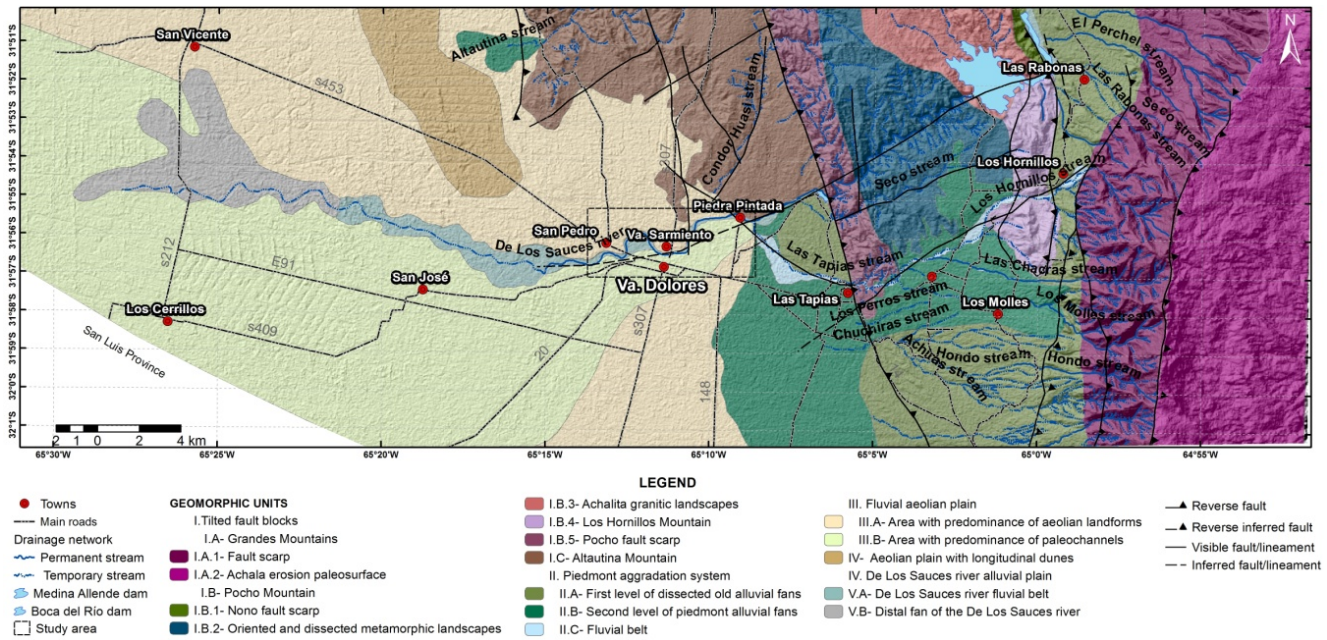 N
31°51'S
31°52'S
31°53'S
31°54'S
31°55'S
31°56'S
31°57'S
31°58'S
31°59'S
32°0'S
32°1'S
San Vicente
s453
Altautina stream
207
Condor Huasi stream
El Perchel stream
Las Rabonas
Las Rabonas stream
Seco stream
Seco stream
Los Hornillos
Los Hornillos stream
Piedra Pintada
San Pedro
De Los Sauces river
Va. Sarmiento
Va. Dolores
Las Tapias stream
Las Tapias
Los Perros stream
Chuchiras stream
Las Chacras stream
Los Molles
Los Molles stream
Achiras stream
Hondo stream
Hondo stream
s212
E91
San José
Los Cerrillos
s409
San Luis Province
20
s307
148
2 1 0 2 4 km
65°30'W 65°25'W 65°20'W 65°15'W 65°10'W 65°5'W 65°0'W 64°55'W
LEGEND
Towns
Main roads
Drainage network
Permanent stream
Temporary stream
Medina Allende dam
Boca del Río dam
Study area
GEOMORPHIC UNITS
I.Tilted fault blocks
I.A- Grandes Mountains
I.A.1- Fault scarp
I.A.2- Achala erosion paleosurface
I.B- Pocho Mountain
I.B.1- Nono fault scarp
I.B.2- Oriented and dissected metamorphic landscapes
I.B.3- Achalita granitic landscapes
I.B.4- Los Hornillos Mountain
I.B.5- Pocho fault scarp
I.C- Altautina Mountain
II. Piedmont aggradation system
II.A- First level of dissected old alluvial fans
II.B- Second level of piedmont alluvial fans
II.C- Fluvial belt
III. Fluvial aeolian plain
III.A- Area with predominance of aeolian landforms
III.B- Area with predominance of paleochannels
IV- Aeolian plain with longitudinal dunes
IV. De Los Sauces river alluvial plain
V.A- De Los Sauces river fluvial belt
V.B- Distal fan of the De Los Sauces river
Reverse fault
Reverse inferred fault
Visible fault/lineament
Inferred fault/lineament